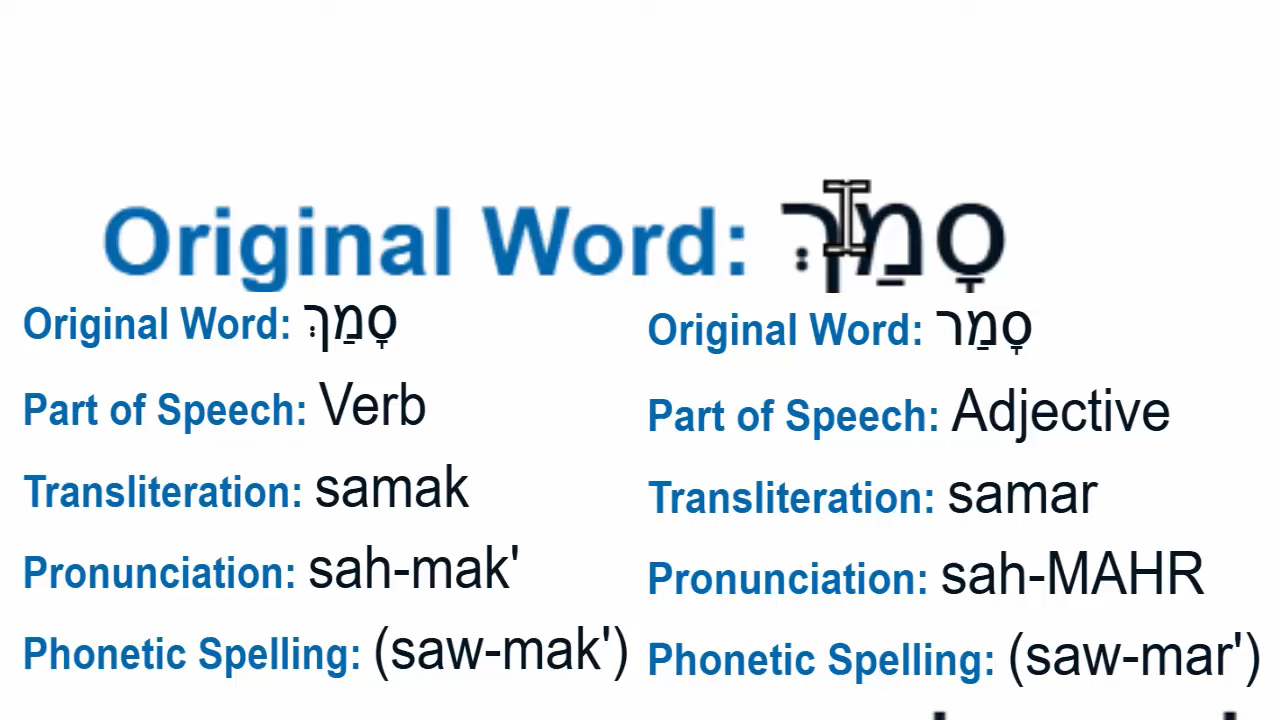 Original Word: סָמַךְ
Original Word: סָמַךְ
Part of Speech: Verb
Transliteration: samak
Pronunciation: sah-mak'
Phonetic Spelling: (saw-mak')
Original Word: סָמַר
Part of Speech: Adjective
Transliteration: samar
Pronunciation: sah-MAHR
Phonetic Spelling: (saw-mar')